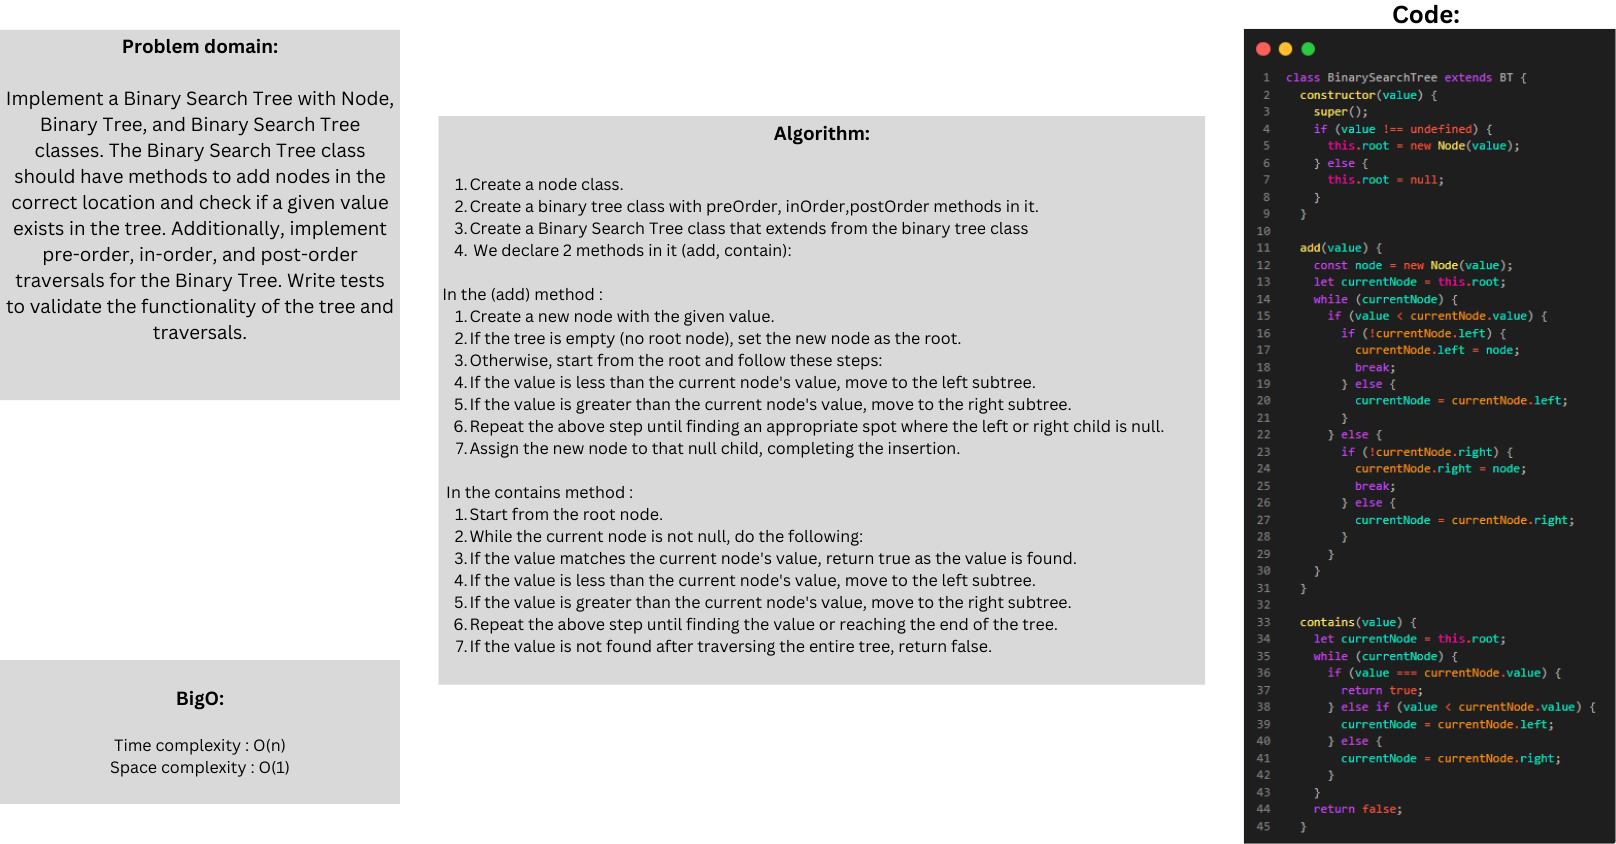 Problem domain:
Implement a Binary Search Tree with Node,
Binary Tree, and Binary Search Tree
classes. The Binary Search Tree class
should have methods to add nodes in the
correct location and check if a given value
exists in the tree. Additionally, implement
pre-order, in-order, and post-order
traversals for the Binary Tree. Write tests
to validate the functionality of the tree and
traversals.
BigO:
Time complexity : O(n)
Space complexity : O(1)
Algorithm:
1. Create a node class.
2. Create a binary tree class with preOrder, inOrder,postOrder methods in it.
3. Create a Binary Search Tree class that extends from the binary tree class
4. We declare 2 methods in it (add, contain):
In the (add) method :
1. Create a new node with the given value.
2. If the tree is empty (no root node), set the new node as the root.
3. Otherwise, start from the root and follow these steps:
4. If the value is less than the current node's value, move to the left subtree.
5. If the value is greater than the current node's value, move to the right subtree.
6. Repeat the above step until finding an appropriate spot where the left or right child is null.
7. Assign the new node to that null child, completing the insertion.
In the contains method :
1. Start from the root node.
2. While the current node is not null, do the following:
3. If the value matches the current node's value, return true as the value is found.
4. If the value is less than the current node's value, move to the left subtree.
5. If the value is greater than the current node's value, move to the right subtree.
6. Repeat the above step until finding the value or reaching the end of the tree.
7. If the value is not found after traversing the entire tree, return false.
Code:
1 class BinarySearchTree extends BT {
2 constructor(value) {
3 super();
4 if (value !== undefined) {
5 this.root = new Node(value);
6 } else {
7 this.root = null;
8 }
9 }
10
11 add(value) {
12 const node = new Node(value);
13 let currentNode = this.root;
14 while (currentNode) {
15 if (value < currentNode.value) {
16 if (!currentNode.left) {
17 currentNode.left = node;
18 break;
19 } else {
20 currentNode = currentNode.left;
21 }
22 } else {
23 if (!currentNode.right) {
24 currentNode.right = node;
25 break;
26 } else {
27 currentNode = currentNode.right;
28 }
29 }
30 }
31 }
32
33 contains(value) {
34 let currentNode = this.root;
35 while (currentNode) {
36 if (value === currentNode.value) {
37 return true;
38 } else if (value < currentNode.value) {
39 currentNode = currentNode.left;
40 } else {
41 currentNode = currentNode.right;
42 }
43 }
44 return false;
45 }